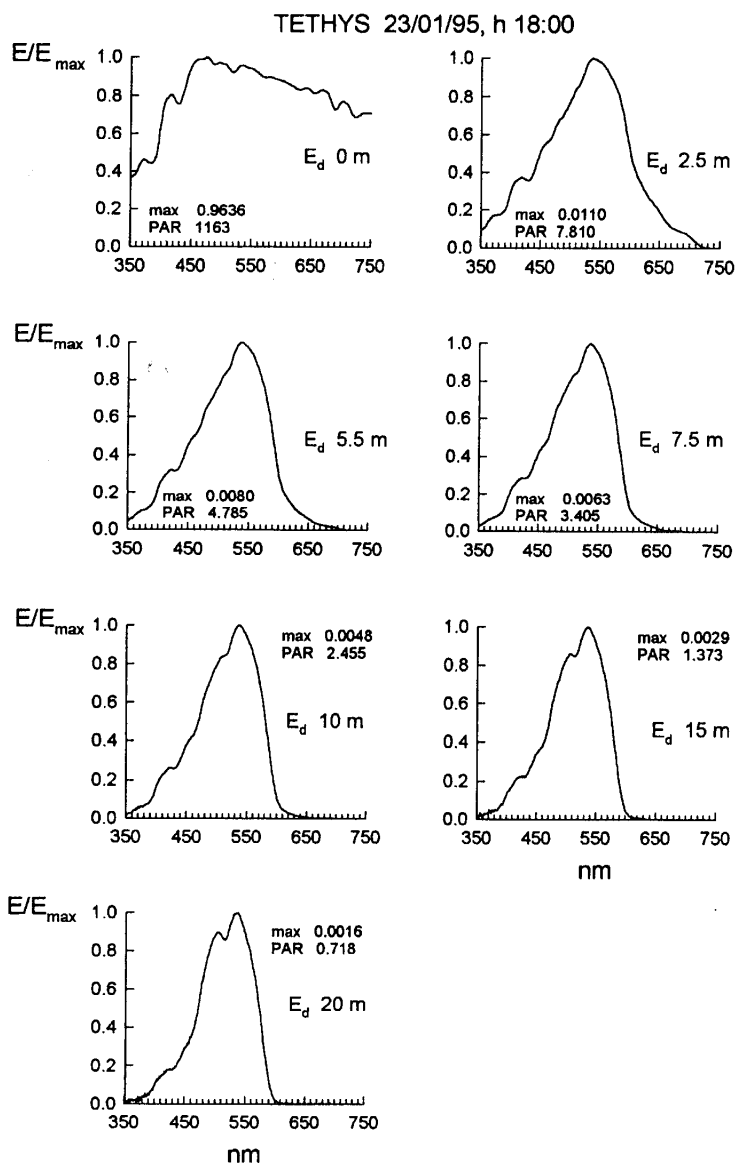 TETHYS 23/01/95, h 18:00
E/Emax
1.0
0.8
0.6
0.4
0.2
0.0
350 450 550 650 750
Ed 0 m
max 0.9636
PAR 1163
1.0
0.8
0.6
0.4
0.2
0.0
350 450 550 650 750
Ed 2.5 m
max 0.0110
PAR 7.810
E/Emax
1.0
0.8
0.6
0.4
0.2
0.0
350 450 550 650 750
Ed 5.5 m
max 0.0080
PAR 4.785
1.0
0.8
0.6
0.4
0.2
0.0
350 450 550 650 750
Ed 7.5 m
max 0.0063
PAR 3.405
E/Emax
1.0
0.8
0.6
0.4
0.2
0.0
350 450 550 650 750
max 0.0048
PAR 2.455
Ed 10 m
1.0
0.8
0.6
0.4
0.2
0.0
350 450 550 650 750
nm
max 0.0029
PAR 1.373
Ed 15 m
E/Emax
1.0
0.8
0.6
0.4
0.2
0.0
350 450 550 650 750
nm
max 0.0016
PAR 0.718
Ed 20 m